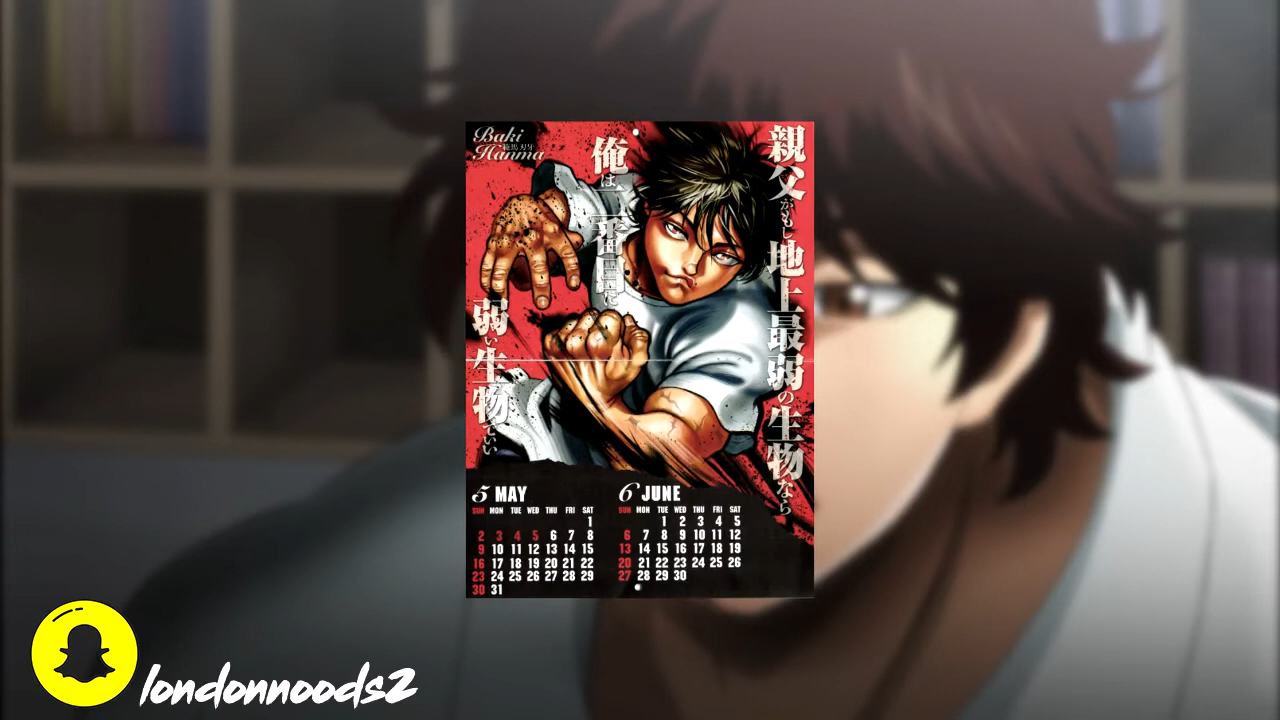 Baki
Hanma
範馬刃牙
親父がもし地上最弱の生物なら
俺は二番目に
弱い生物でいい
5 MAY
SUN MON TUE WED THU FRI SAT
1
2 3 4 5 6 7 8
9 10 11 12 13 14 15
16 17 18 19 20 21 22
23 24 25 26 27 28 29
30 31
6 JUNE
SUN MON TUE WED THU FRI SAT
1 2 3 4 5
6 7 8 9 10 11 12
13 14 15 16 17 18 19
20 21 22 23 24 25 26
27 28 29 30
londonnoods2